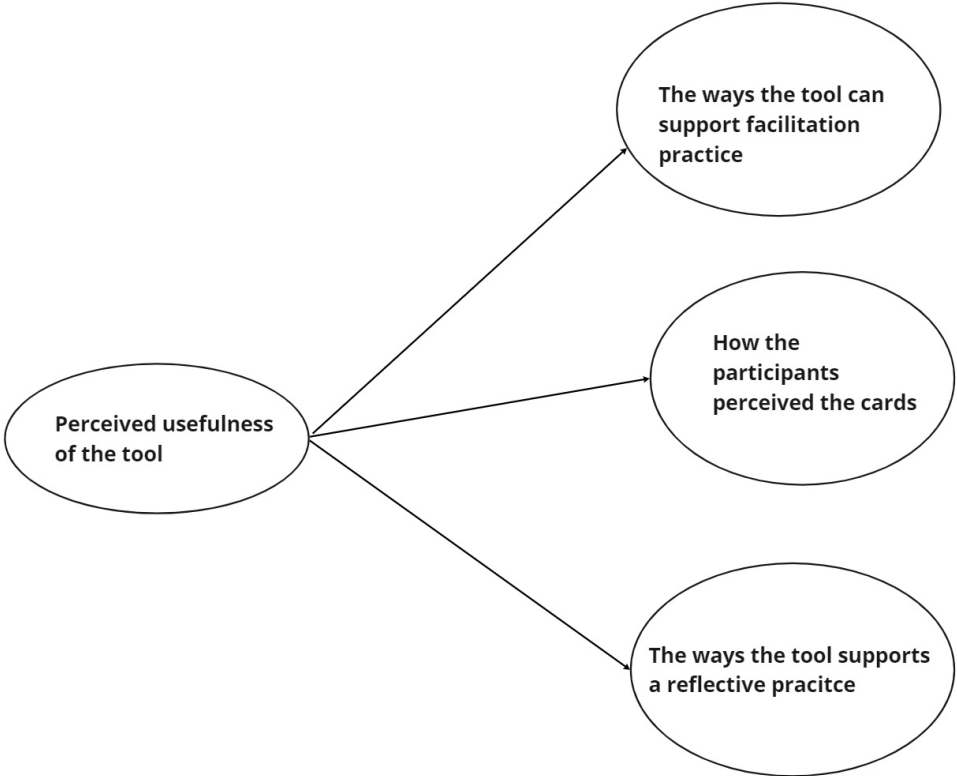 The ways the tool can
support facilitation
practice
How the
participants
perceived the cards
Perceived usefulness
of the tool
The ways the tool supports
a reflective pracitce